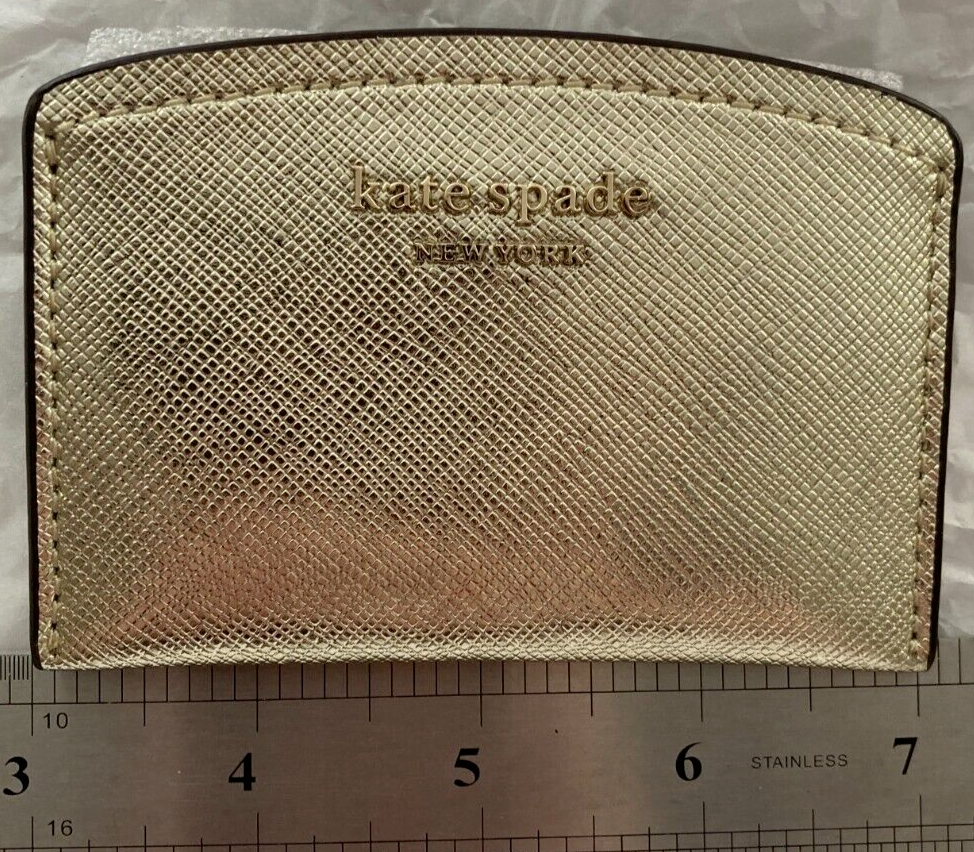 kate spade
NEW YORK
10
3 4 5 6 STAINLESS 7
16